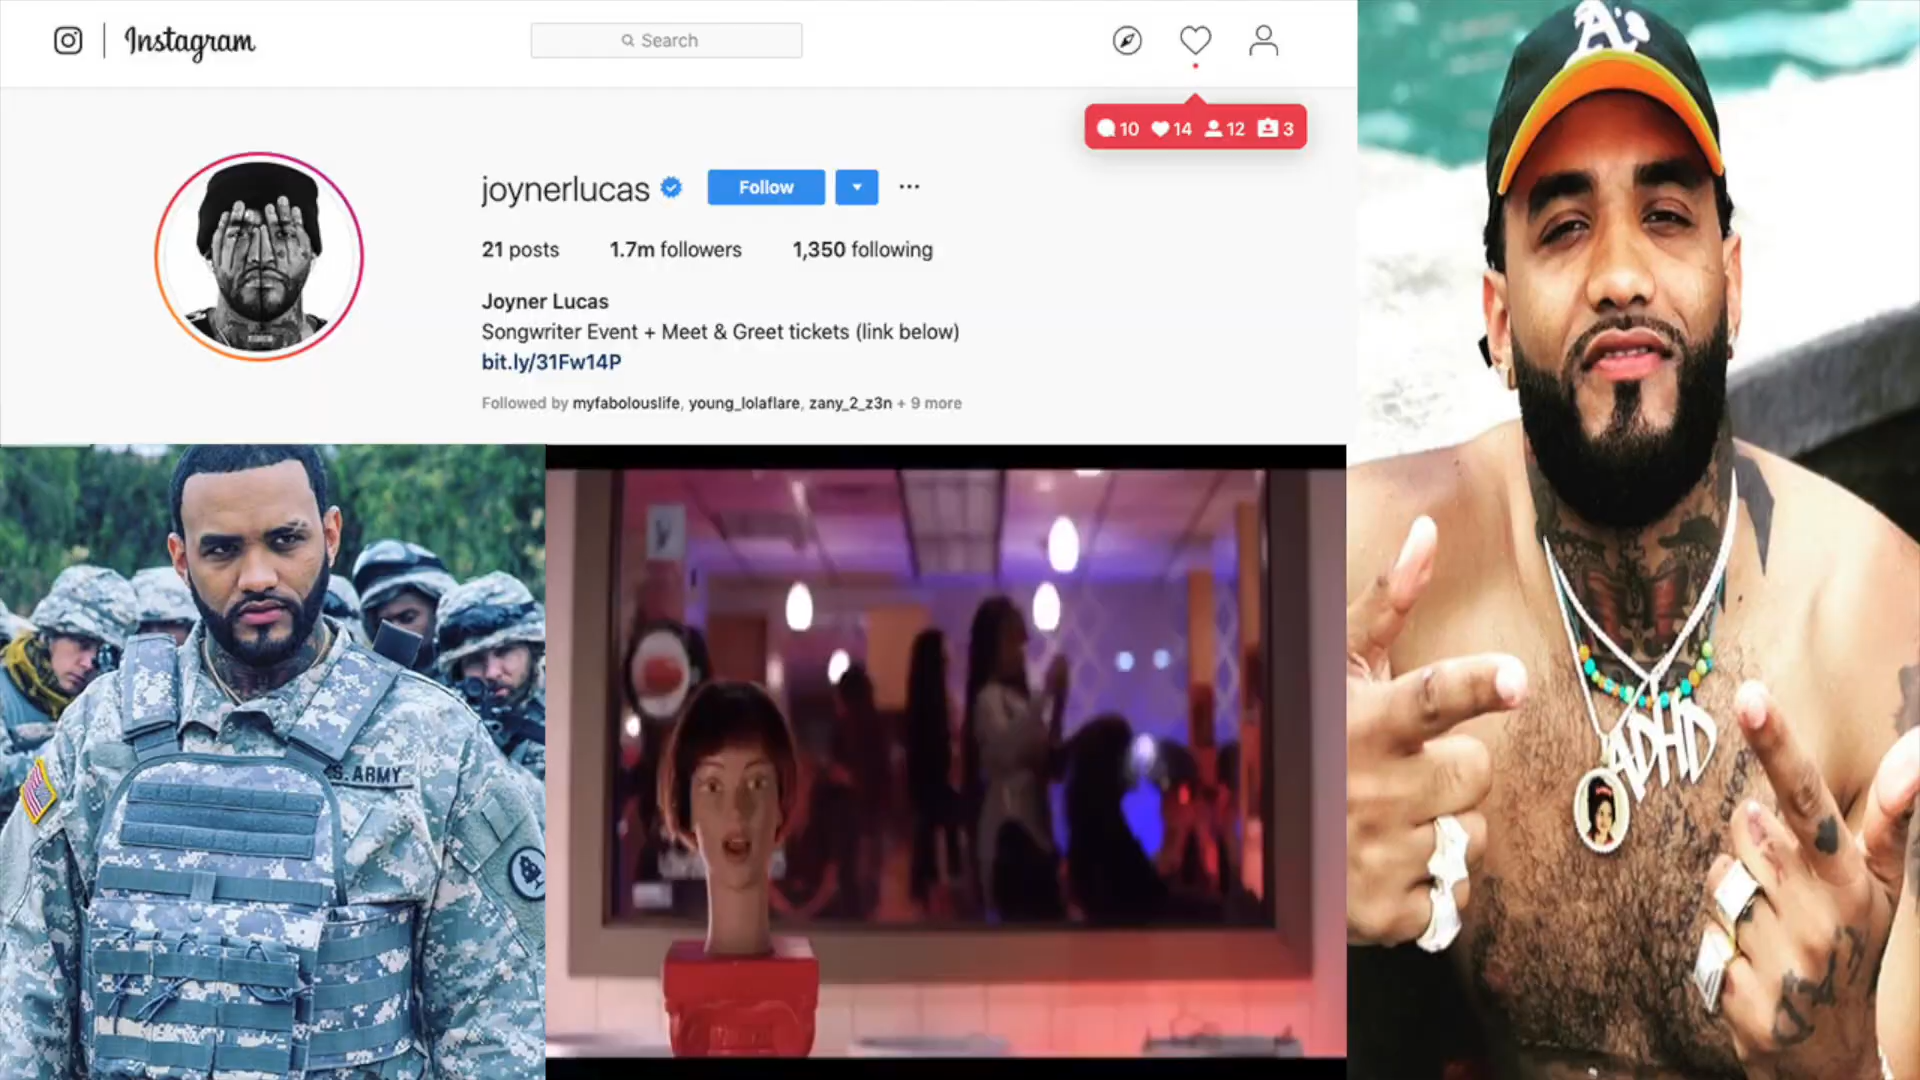 Instagram
Search
10 14 12 3
joynerlucas Follow ...
21 posts 1.7m followers 1,350 following
Joyner Lucas
Songwriter Event + Meet & Greet tickets (link below)
bit.ly/31Fw14P
Followed by myfabolouslife, young_lolaflare, zany_2_z3n + 9 more
A's
S.ARMY
ADHD